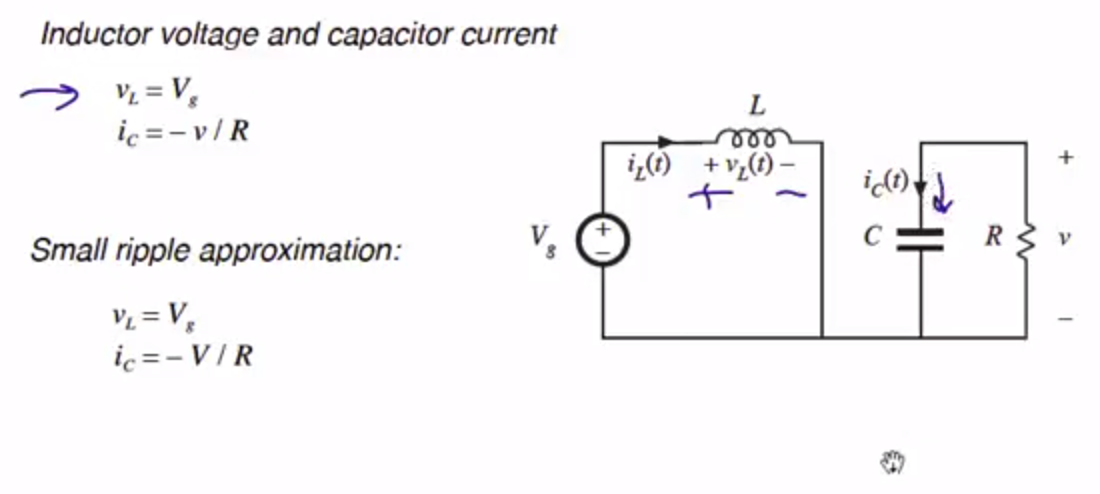 Inductor voltage and capacitor current
v_L = V_g
i_C = – v / R
Small ripple approximation:
v_L = V_g
i_C = – V / R
L
i_L(t) + v_L(t) –
+ –
V_g
+
–
i_C(t)
C
R
+
v
–